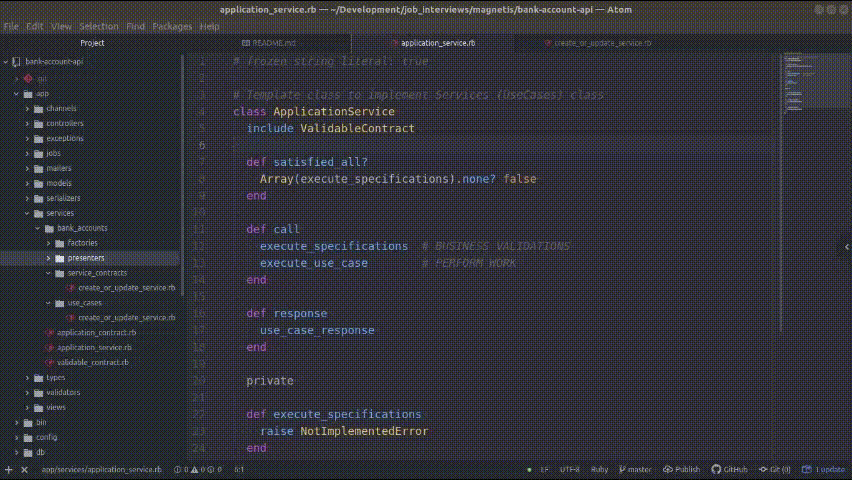 application_service.rb — ~/Development/job_interviews/magnetis/bank-account-api — Atom
File Edit View Selection Find Packages Help
Project
README.md
application_service.rb
create_or_update_service.rb
bank-account-api
.git
app
channels
controllers
exceptions
jobs
mailers
models
serializers
services
bank_accounts
factories
presenters
service_contracts
create_or_update_service.rb
use_cases
create_or_update_service.rb
application_contract.rb
application_service.rb
validable_contract.rb
types
validators
views
bin
config
db
1 # frozen string literal: true
2
3 # Template class to implement Services (UseCases) class
4 class ApplicationService
5 include ValidableContract
6
7 def satisfied_all?
8 Array(execute_specifications).none? false
9 end
10
11 def call
12 execute_specifications # BUSINESS VALIDATIONS
13 execute_use_case # PERFORM WORK
14 end
15
16 def response
17 use_case_response
18 end
19
20 private
21
22 def execute_specifications
23 raise NotImplementedError
24 end
app/services/application_service.rb 0 0 0 6:1 LF UTF-8 Ruby master Publish GitHub Git (0) 1 update